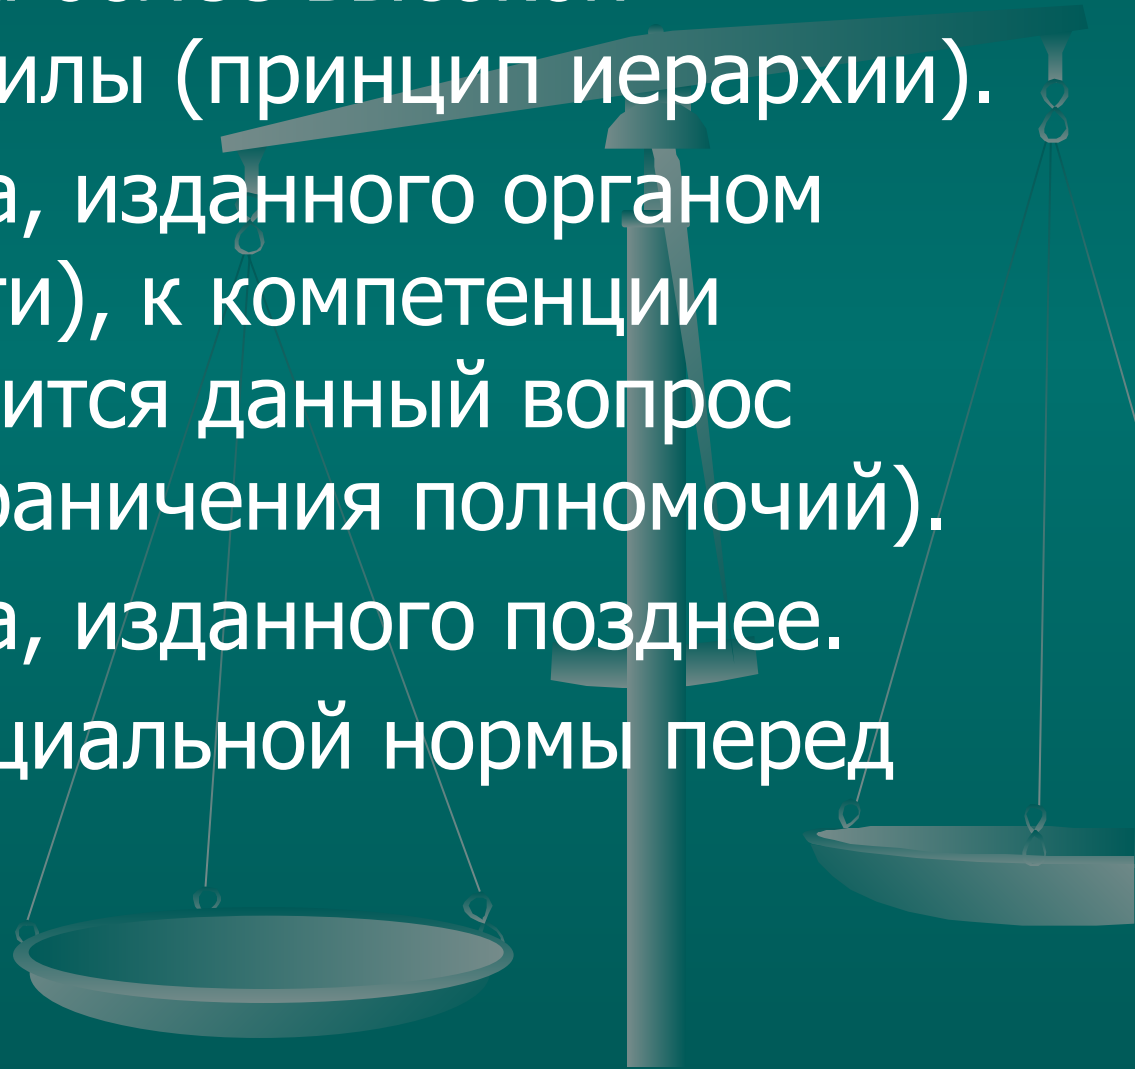 илы (принцип иерархии).
а, изданного органом
ти), к компетенции
ится данный вопрос
раничения полномочий).
а, изданного позднее.
циальной нормы перед